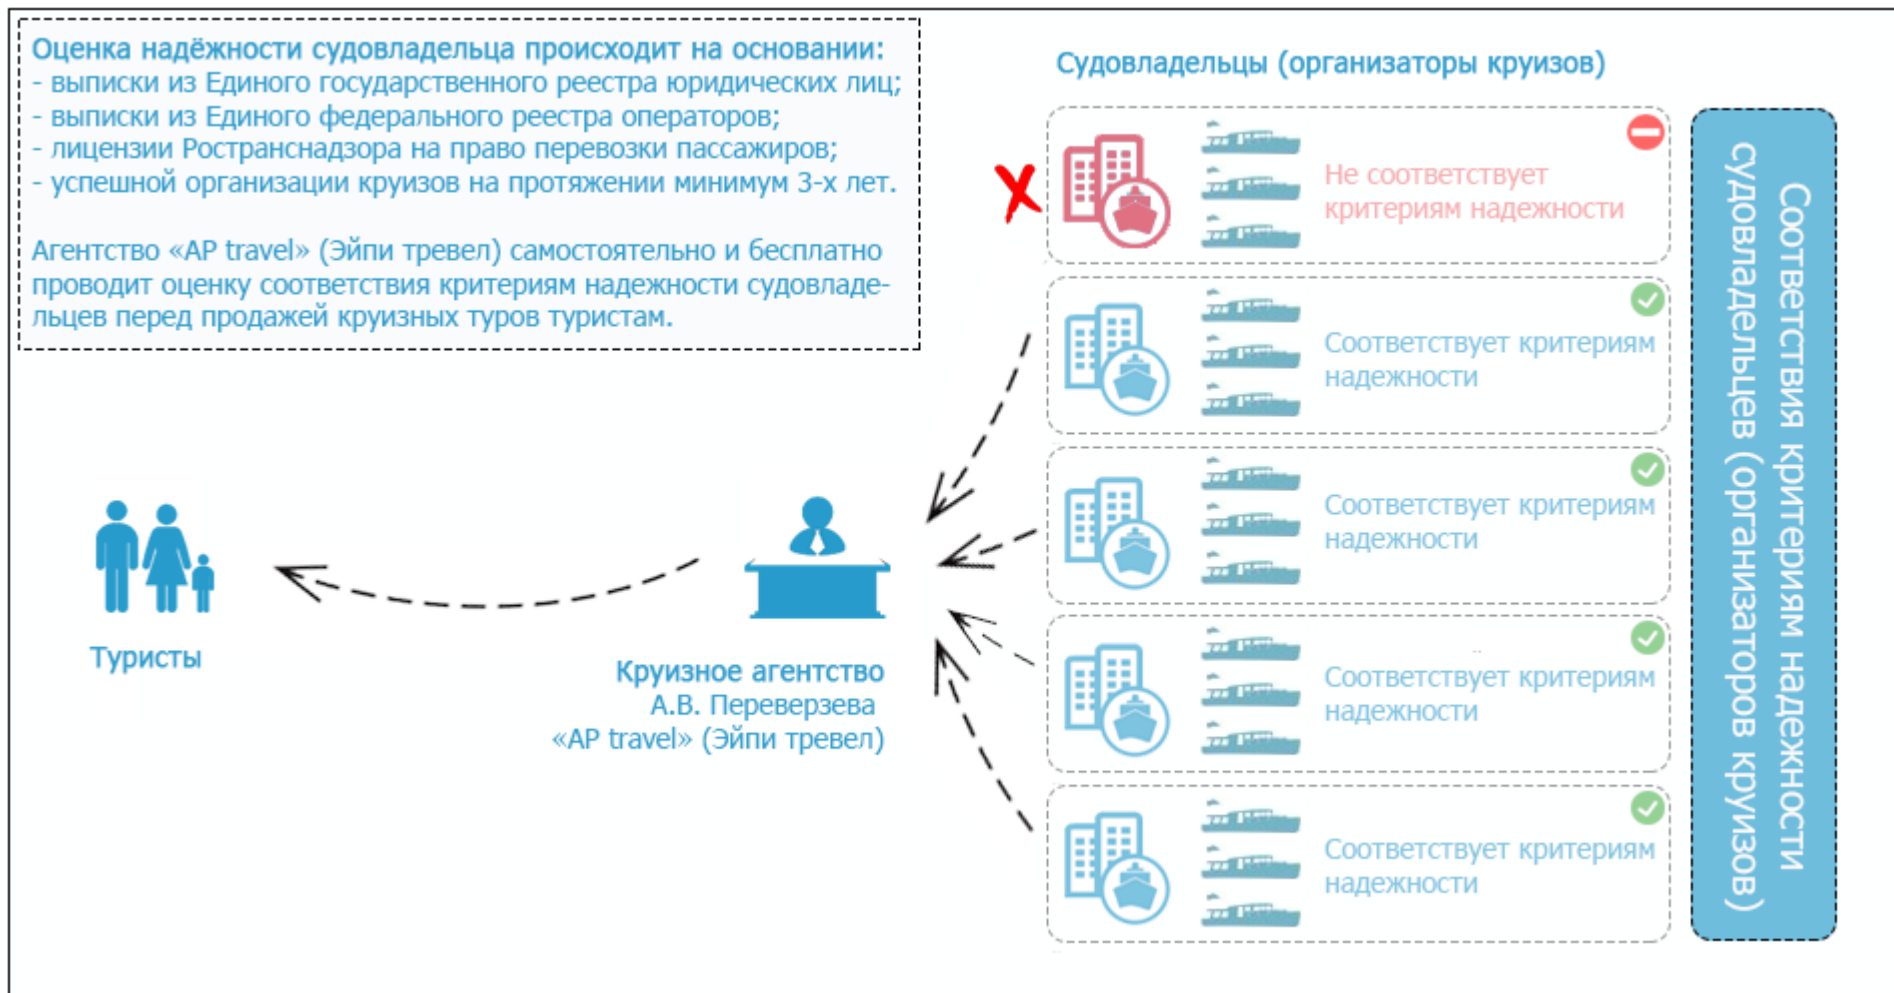 Оценка надёжности судовладельца происходит на основании:
- выписки из Единого государственного реестра юридических лиц;
- выписки из Единого федерального реестра операторов;
- лицензии Ространснадзора на право перевозки пассажиров;
- успешной организации круизов на протяжении минимум 3-х лет.
Агентство «AP travel» (Эйпи тревел) самостоятельно и бесплатно
проводит оценку соответствия критериям надежности судовладе-
льцев перед продажей круизных туров туристам.
Судовладельцы (организаторы круизов)
Не соответствует
критериям надежности
Соответствует критериям
надежности
Соответствует критериям
надежности
Соответствует критериям
надежности
Соответствует критериям
надежности
Соответствия критериям надежности
судовладельцев (организаторов круизов)
Туристы
Круизное агентство
А.В. Переверзева
«AP travel» (Эйпи тревел)